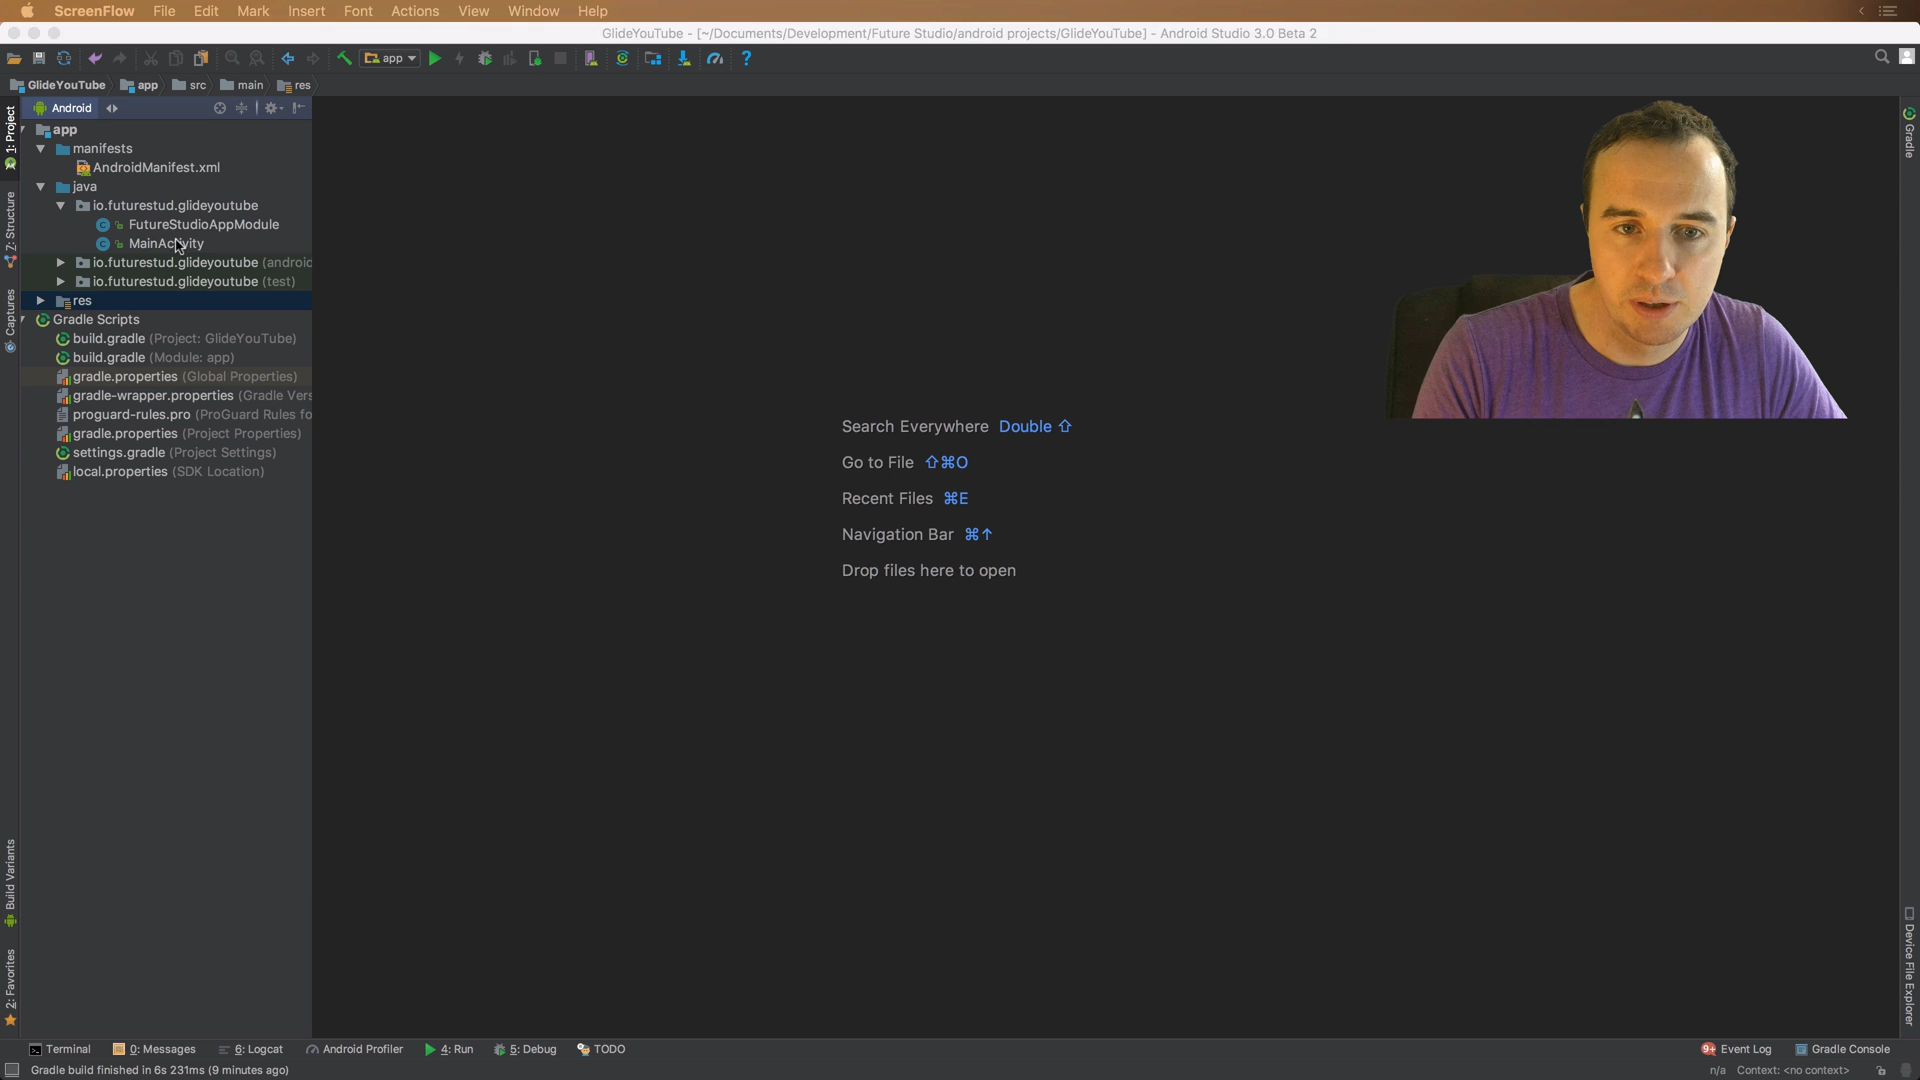 ScreenFlow File Edit Mark Insert Font Actions View Window Help
GlideYouTube - [~/Documents/Development/Future Studio/android projects/GlideYouTube] - Android Studio 3.0 Beta 2
app
GlideYouTube app src main res
Android
app
manifests
AndroidManifest.xml
java
io.futurestud.glideyoutube
FutureStudioAppModule
MainActivity
io.futurestud.glideyoutube (android
io.futurestud.glideyoutube (test)
res
Gradle Scripts
build.gradle (Project: GlideYouTube)
build.gradle (Module: app)
gradle.properties (Global Properties)
gradle-wrapper.properties (Gradle Vers
proguard-rules.pro (ProGuard Rules fo
gradle.properties (Project Properties)
settings.gradle (Project Settings)
local.properties (SDK Location)
1: Project
7: Structure
Captures
Build Variants
2: Favorites
Search Everywhere Double ⇧
Go to File ⇧⌘O
Recent Files ⌘E
Navigation Bar ⌘↑
Drop files here to open
Gradle
Device File Explorer
Terminal 0: Messages 6: Logcat Android Profiler 4: Run 5: Debug TODO 9+ Event Log Gradle Console
Gradle build finished in 6s 231ms (9 minutes ago) n/a Context: <no context>